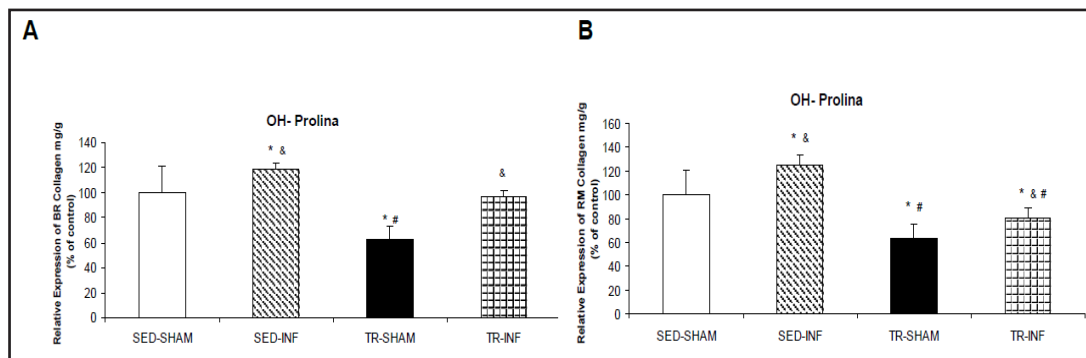 A
OH- Prolina
Relative Expression of BR Collagen mg/g
(% of control)
140
120
100
80
60
40
20
0
* &
* #
&
SED-SHAM SED-INF TR-SHAM TR-INF
B
OH- Prolina
Relative Expression of RM Collagen mg/g
(% of control)
160
140
120
100
80
60
40
20
0
* &
* #
* & #
SED-SHAM SED-INF TR-SHAM TR-INF